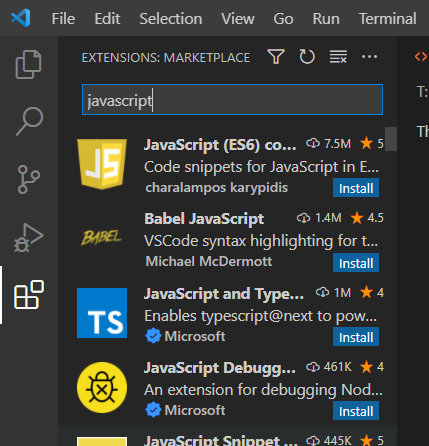 File Edit Selection View Go Run Terminal
EXTENSIONS: MARKETPLACE
javascript
JS
JavaScript (ES6) co... 7.5M 5
Code snippets for JavaScript in E...
charalampos karypidis Install
BABEL
Babel JavaScript 1.4M 4.5
VSCode syntax highlighting for t...
Michael McDermott Install
TS
JavaScript and Type... 1M 4
Enables typescript@next to pow...
Microsoft Install
JavaScript Debugg... 461K 4
An extension for debugging Nod...
Microsoft Install
JavaScript Snippet 445K 5
T:
Th